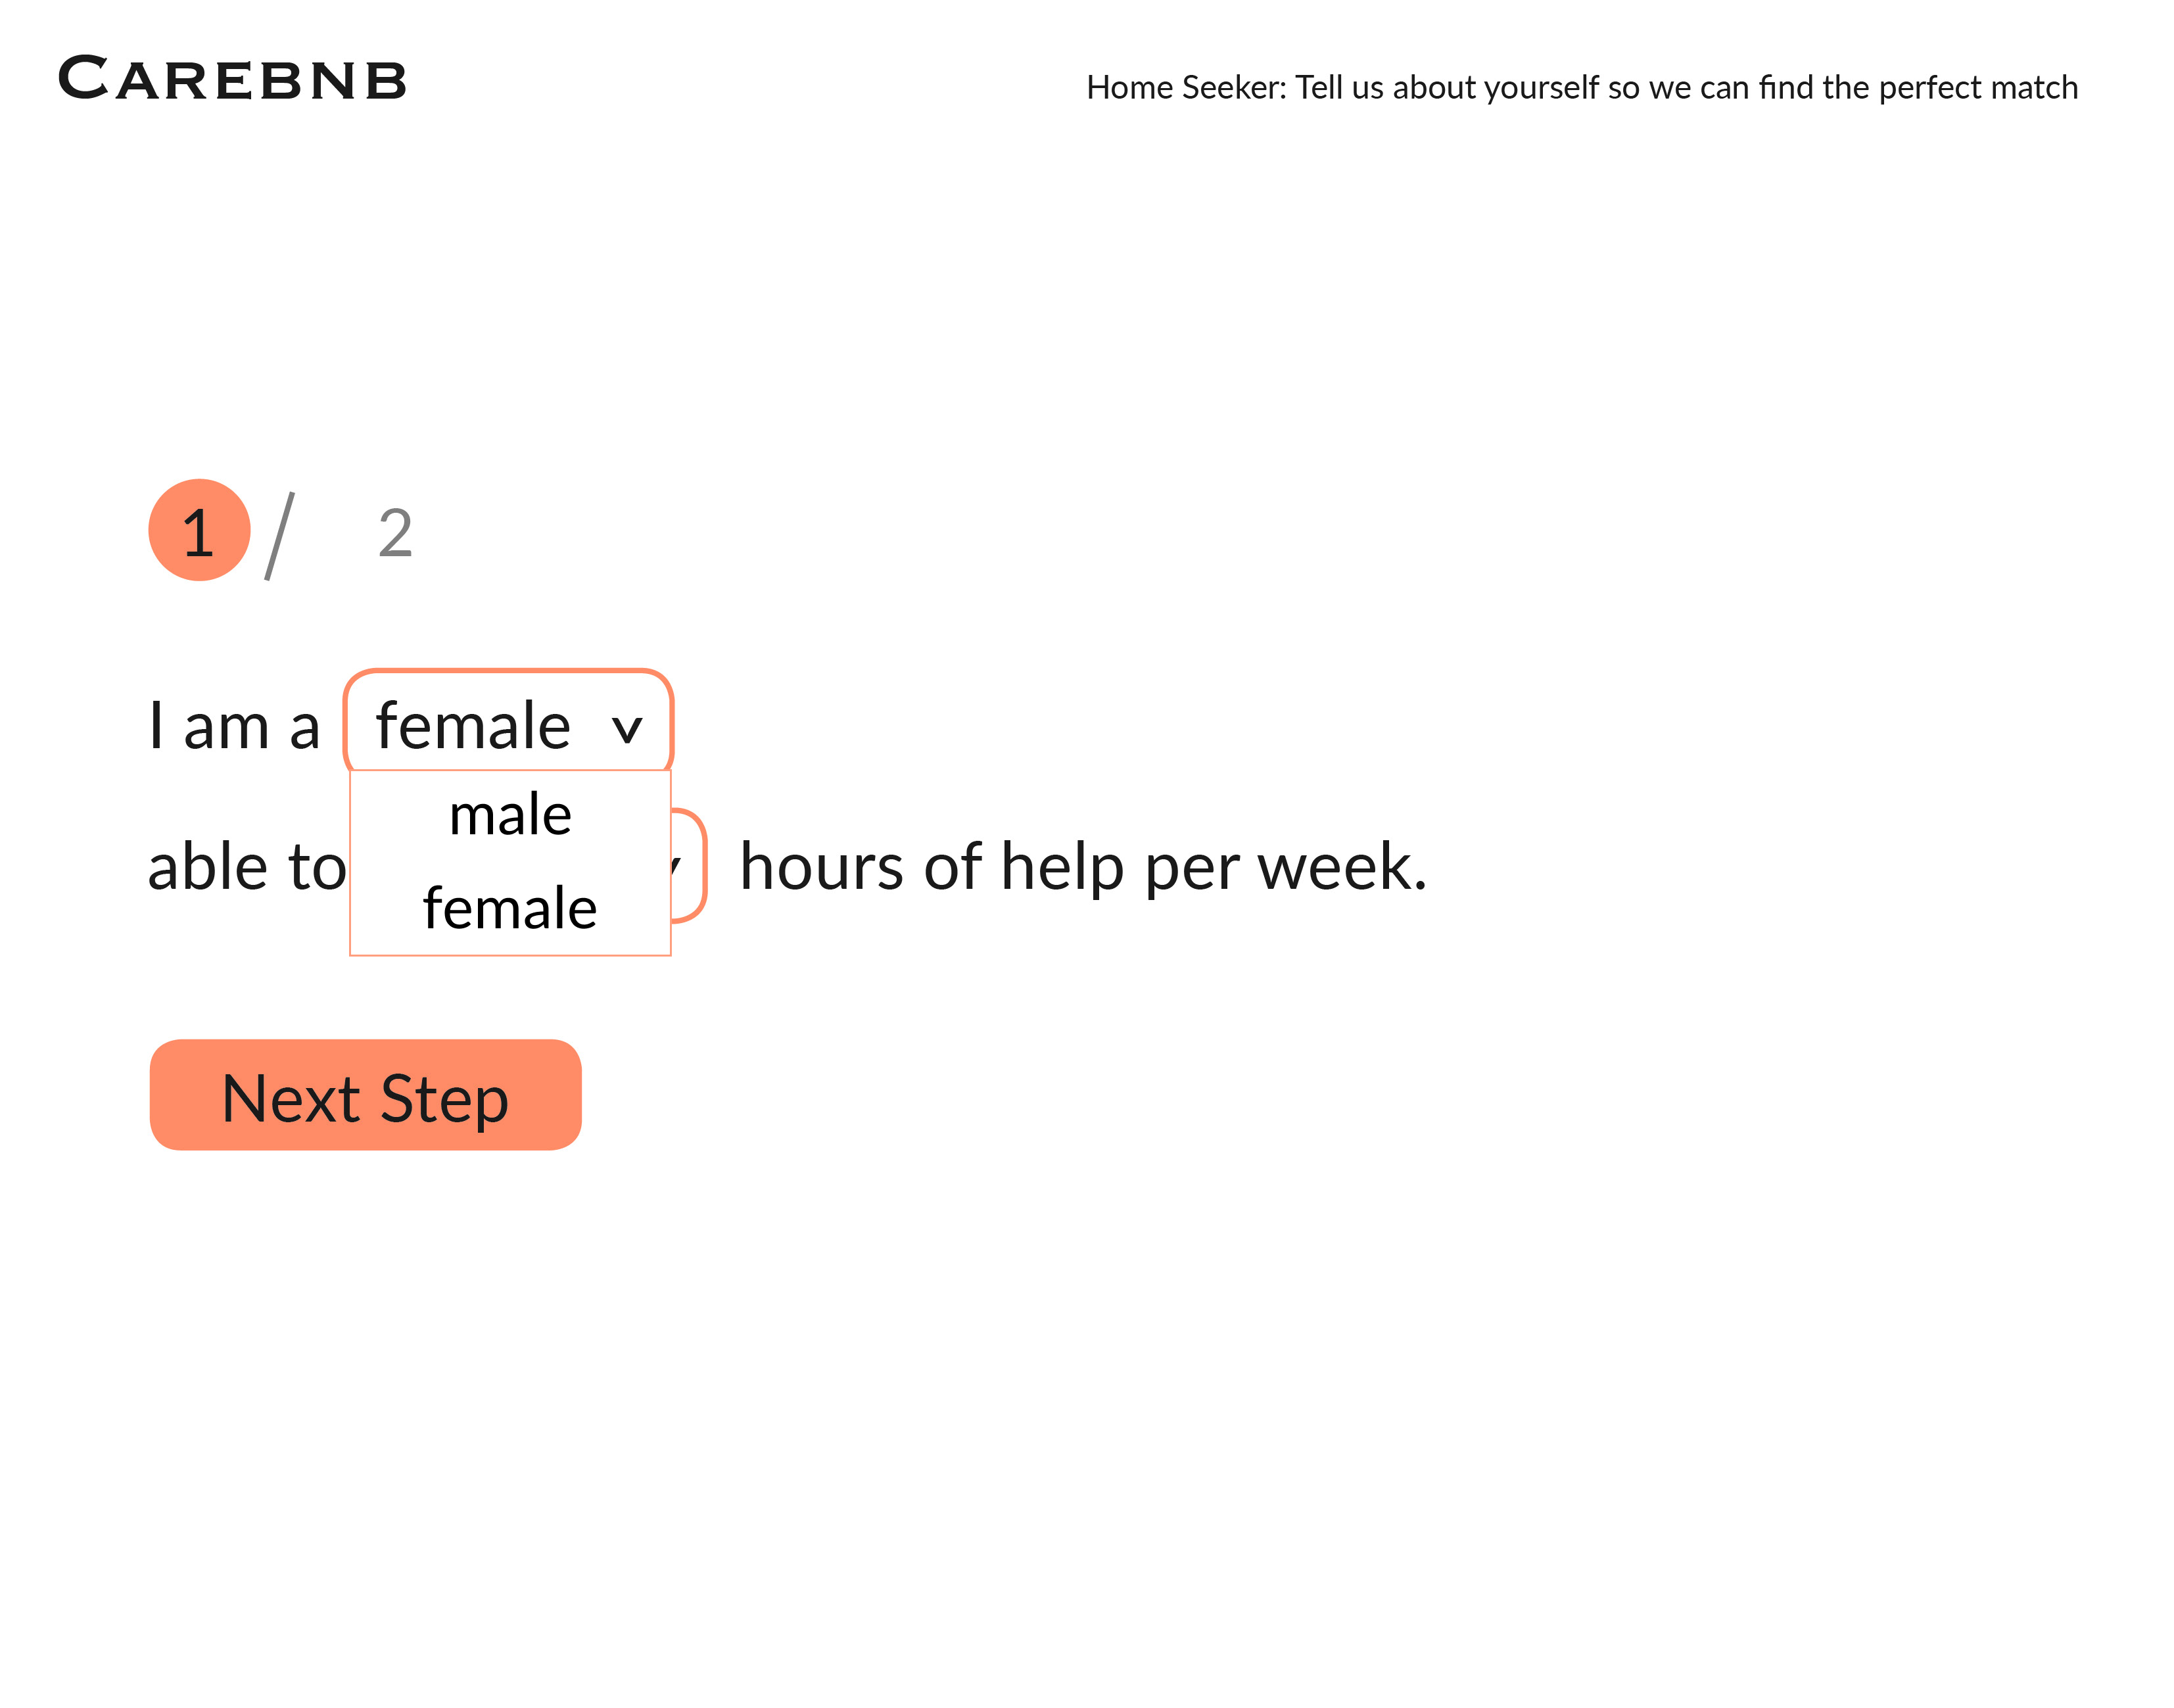 CAREBNB
Home Seeker: Tell us about yourself so we can find the perfect match
1 / 2
I am a female v
male
able to hours of help per week.
female
Next Step